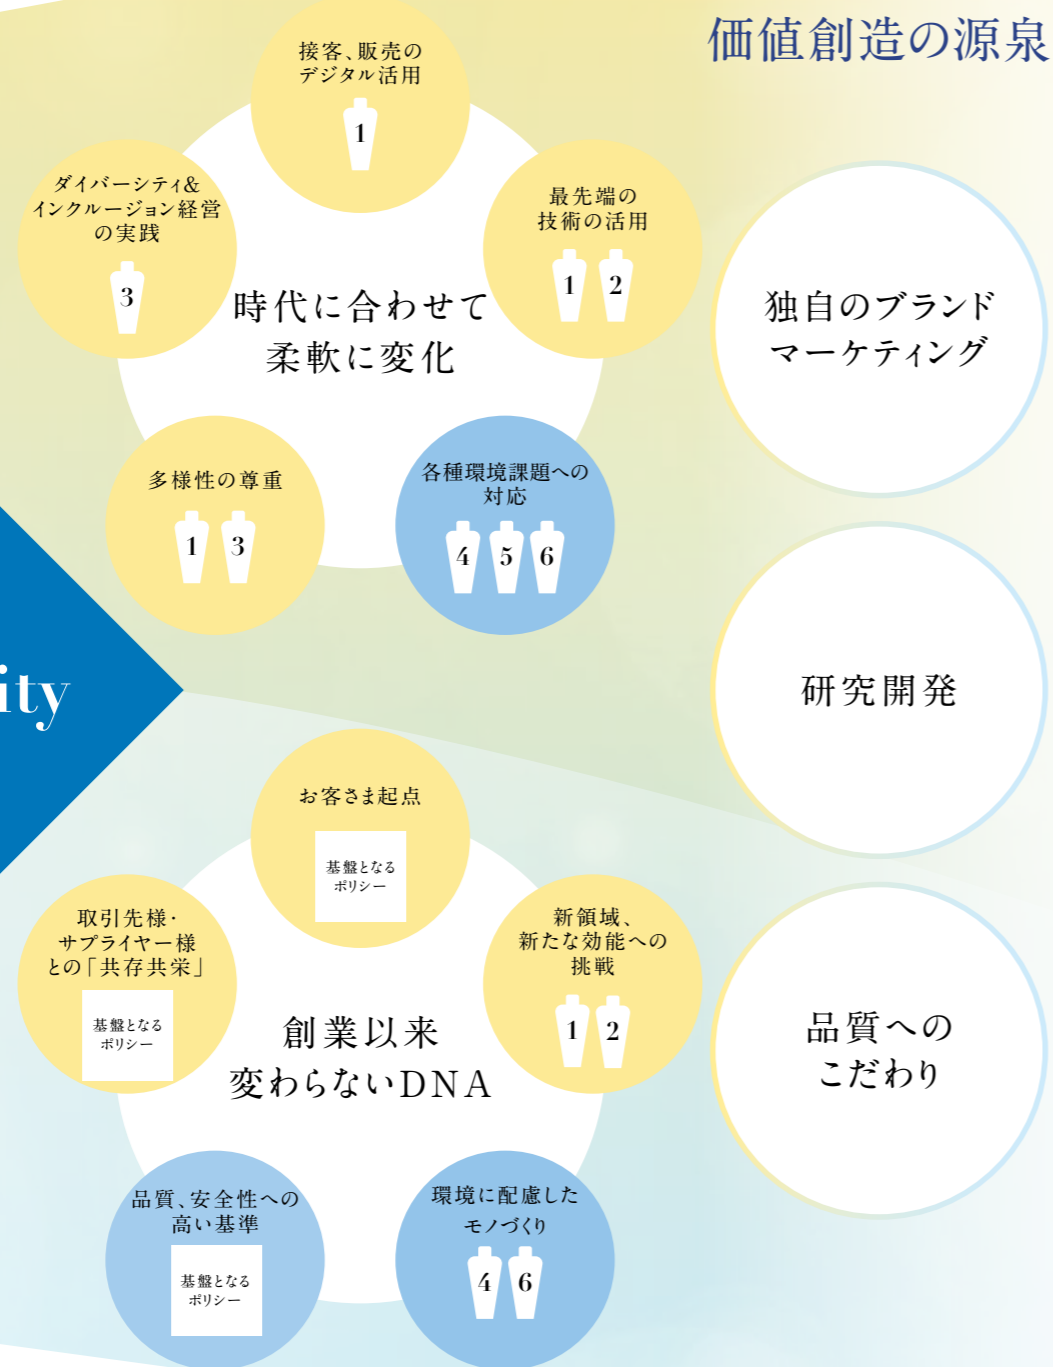 価値創造の源泉
接客、販売の
デジタル活用
1
ダイバーシティ&
インクルージョン経営
の実践
3
最先端の
技術の活用
1 2
時代に合わせて
柔軟に変化
多様性の尊重
1 3
各種環境課題への
対応
4 5 6
ity
お客さま起点
基盤となる
ポリシー
取引先様・
サプライヤー様
との「共存共栄」
基盤となる
ポリシー
新領域、
新たな効能への
挑戦
1 2
創業以来
変わらないDNA
品質、安全性への
高い基準
基盤となる
ポリシー
環境に配慮した
モノづくり
4 6
独自のブランド
マーケティング
研究開発
品質への
こだわり